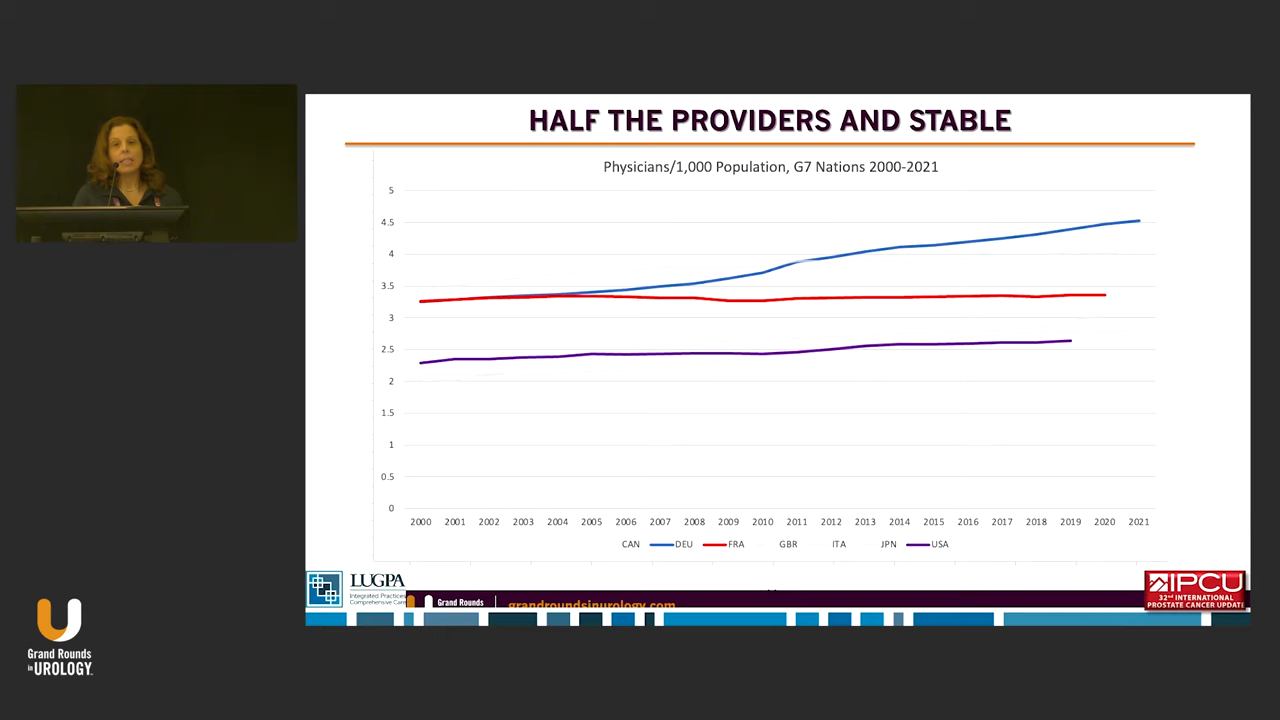 HALF THE PROVIDERS AND STABLE
Physicians/1,000 Population, G7 Nations 2000-2021
5
4.5
4
3.5
3
2.5
2
1.5
1
0.5
0
2000 2001 2002 2003 2004 2005 2006 2007 2008 2009 2010 2011 2012 2013 2014 2015 2016 2017 2018 2019 2020 2021
CAN DEU FRA GBR ITA JPN USA
LUGPA
Integrated Practices
Comprehensive Care
Grand Rounds
grandroundsinurology.com
IPCU
32nd INTERNATIONAL
PROSTATE CANCER UPDATE
Grand Rounds
in UROLOGY